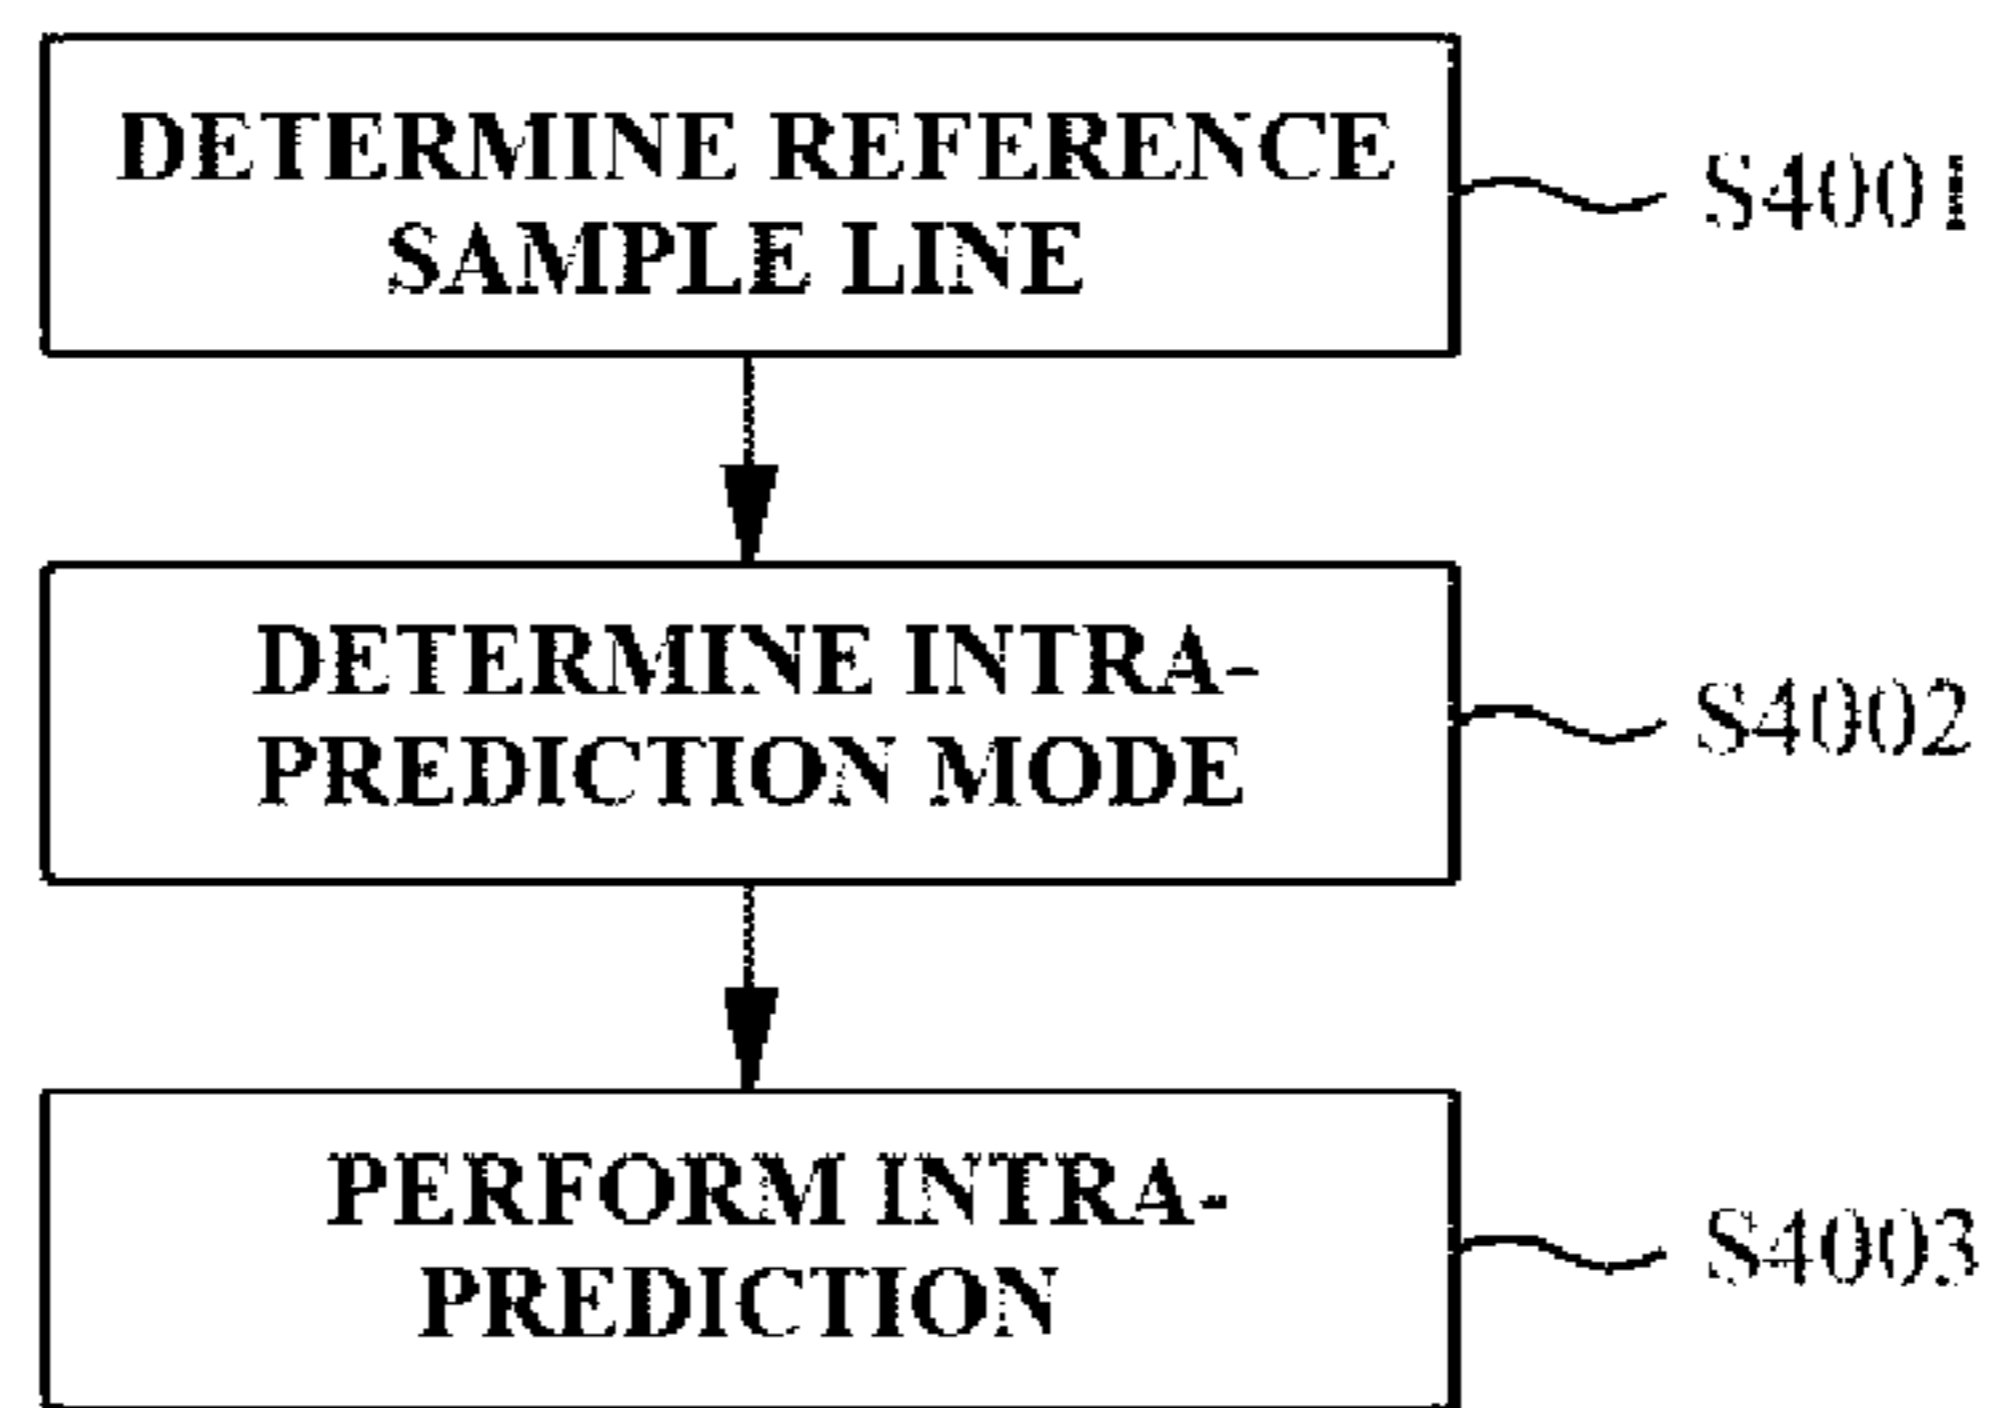 DETERMINE REFERENCE
SAMPLE LINE
S4001
DETERMINE INTRA-
PREDICTION MODE
S4002
PERFORM INTRA-
PREDICTION
S4003